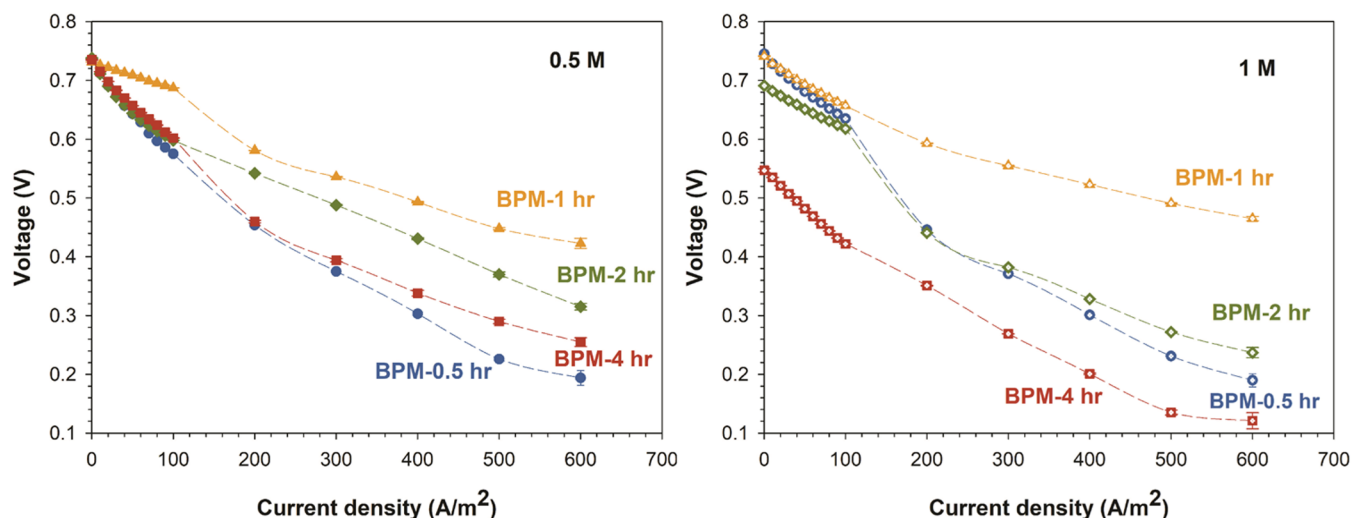 0.5 M
Voltage (V)
0.8
0.7
0.6
0.5
0.4
0.3
0.2
0.1
BPM-1 hr
BPM-2 hr
BPM-4 hr
BPM-0.5 hr
0 100 200 300 400 500 600 700
Current density (A/m²)
1 M
Voltage (V)
0.8
0.7
0.6
0.5
0.4
0.3
0.2
0.1
BPM-1 hr
BPM-2 hr
BPM-4 hr
BPM-0.5 hr
0 100 200 300 400 500 600 700
Current density (A/m²)